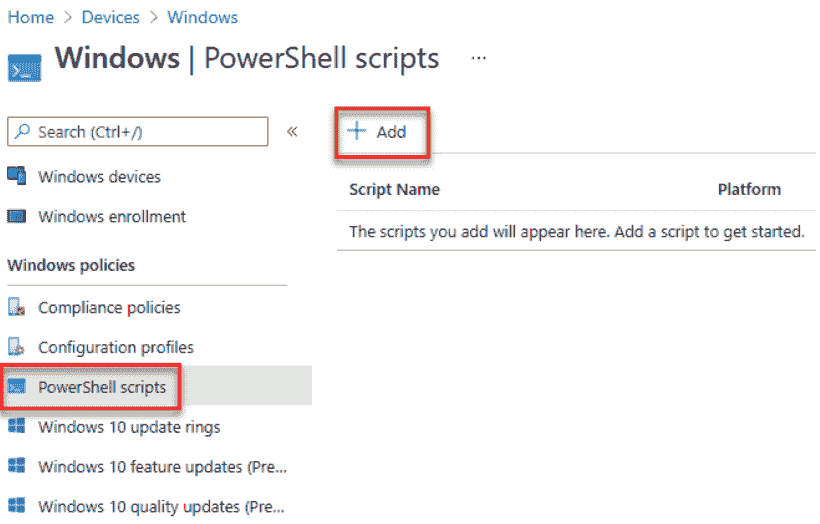 Home > Devices > Windows
Windows | PowerShell scripts ...
Search (Ctrl+/) «
Windows devices
Windows enrollment
Windows policies
Compliance policies
Configuration profiles
PowerShell scripts
Windows 10 update rings
Windows 10 feature updates (Pre...
Windows 10 quality updates (Pre...
+ Add
Script Name Platform
The scripts you add will appear here. Add a script to get started.